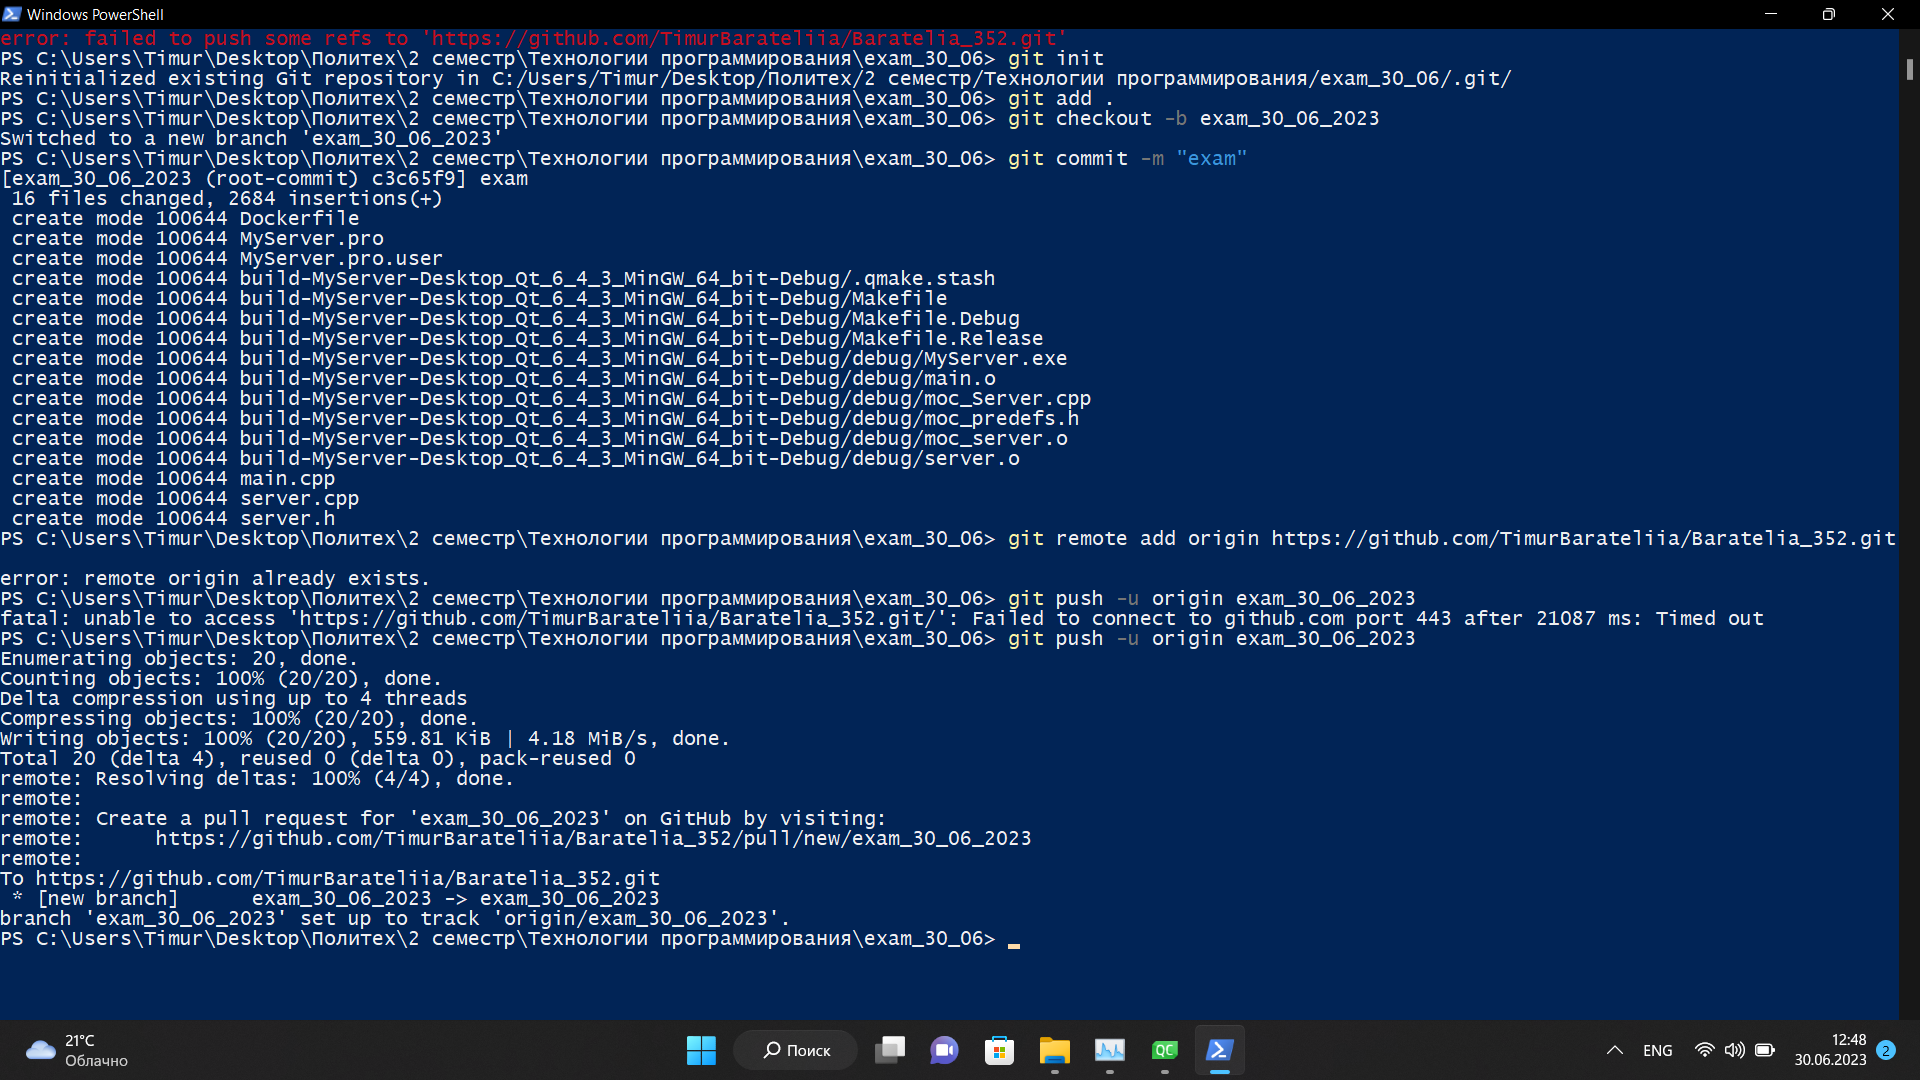 Windows PowerShell
error: failed to push some refs to 'https://github.com/TimurBarateliia/Baratelia_352.git'
PS C:\Users\Timur\Desktop\Политех\2 семестр\Технологии программирования\exam_30_06> git init
Reinitialized existing Git repository in C:/Users/Timur/Desktop/Политех/2 семестр/Технологии программирования/exam_30_06/.git/
PS C:\Users\Timur\Desktop\Политех\2 семестр\Технологии программирования\exam_30_06> git add .
PS C:\Users\Timur\Desktop\Политех\2 семестр\Технологии программирования\exam_30_06> git checkout -b exam_30_06_2023
Switched to a new branch 'exam_30_06_2023'
PS C:\Users\Timur\Desktop\Политех\2 семестр\Технологии программирования\exam_30_06> git commit -m "exam"
[exam_30_06_2023 (root-commit) c3c65f9] exam
 16 files changed, 2684 insertions(+)
 create mode 100644 Dockerfile
 create mode 100644 MyServer.pro
 create mode 100644 MyServer.pro.user
 create mode 100644 build-MyServer-Desktop_Qt_6_4_3_MinGW_64_bit-Debug/.qmake.stash
 create mode 100644 build-MyServer-Desktop_Qt_6_4_3_MinGW_64_bit-Debug/Makefile
 create mode 100644 build-MyServer-Desktop_Qt_6_4_3_MinGW_64_bit-Debug/Makefile.Debug
 create mode 100644 build-MyServer-Desktop_Qt_6_4_3_MinGW_64_bit-Debug/Makefile.Release
 create mode 100644 build-MyServer-Desktop_Qt_6_4_3_MinGW_64_bit-Debug/debug/MyServer.exe
 create mode 100644 build-MyServer-Desktop_Qt_6_4_3_MinGW_64_bit-Debug/debug/main.o
 create mode 100644 build-MyServer-Desktop_Qt_6_4_3_MinGW_64_bit-Debug/debug/moc_Server.cpp
 create mode 100644 build-MyServer-Desktop_Qt_6_4_3_MinGW_64_bit-Debug/debug/moc_predefs.h
 create mode 100644 build-MyServer-Desktop_Qt_6_4_3_MinGW_64_bit-Debug/debug/moc_server.o
 create mode 100644 build-MyServer-Desktop_Qt_6_4_3_MinGW_64_bit-Debug/debug/server.o
 create mode 100644 main.cpp
 create mode 100644 server.cpp
 create mode 100644 server.h
PS C:\Users\Timur\Desktop\Политех\2 семестр\Технологии программирования\exam_30_06> git remote add origin https://github.com/TimurBarateliia/Baratelia_352.git
error: remote origin already exists.
PS C:\Users\Timur\Desktop\Политех\2 семестр\Технологии программирования\exam_30_06> git push -u origin exam_30_06_2023
fatal: unable to access 'https://github.com/TimurBarateliia/Baratelia_352.git/': Failed to connect to github.com port 443 after 21087 ms: Timed out
PS C:\Users\Timur\Desktop\Политех\2 семестр\Технологии программирования\exam_30_06> git push -u origin exam_30_06_2023
Enumerating objects: 20, done.
Counting objects: 100% (20/20), done.
Delta compression using up to 4 threads
Compressing objects: 100% (20/20), done.
Writing objects: 100% (20/20), 559.81 KiB | 4.18 MiB/s, done.
Total 20 (delta 4), reused 0 (delta 0), pack-reused 0
remote: Resolving deltas: 100% (4/4), done.
remote:
remote: Create a pull request for 'exam_30_06_2023' on GitHub by visiting:
remote:      https://github.com/TimurBarateliia/Baratelia_352/pull/new/exam_30_06_2023
remote:
To https://github.com/TimurBarateliia/Baratelia_352.git
 * [new branch]      exam_30_06_2023 -> exam_30_06_2023
branch 'exam_30_06_2023' set up to track 'origin/exam_30_06_2023'.
PS C:\Users\Timur\Desktop\Политех\2 семестр\Технологии программирования\exam_30_06>
21°C
Облачно
Поиск
QC
ENG
12:48
30.06.2023
2